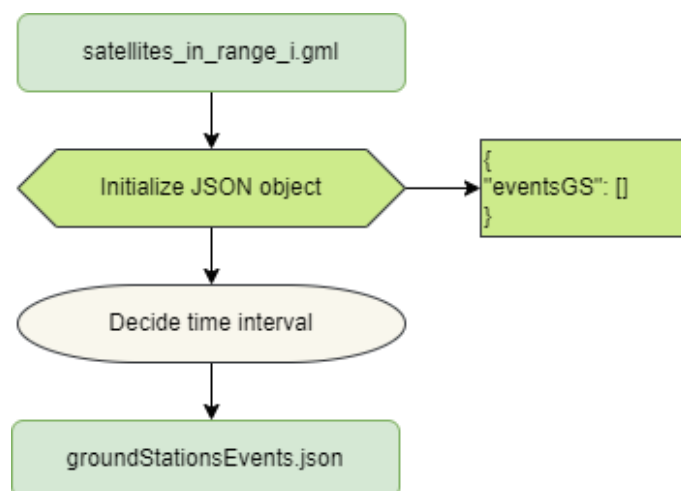 satellites_in_range_i.gml
Initialize JSON object
{
"eventsGS": []
}
Decide time interval
groundStationsEvents.json